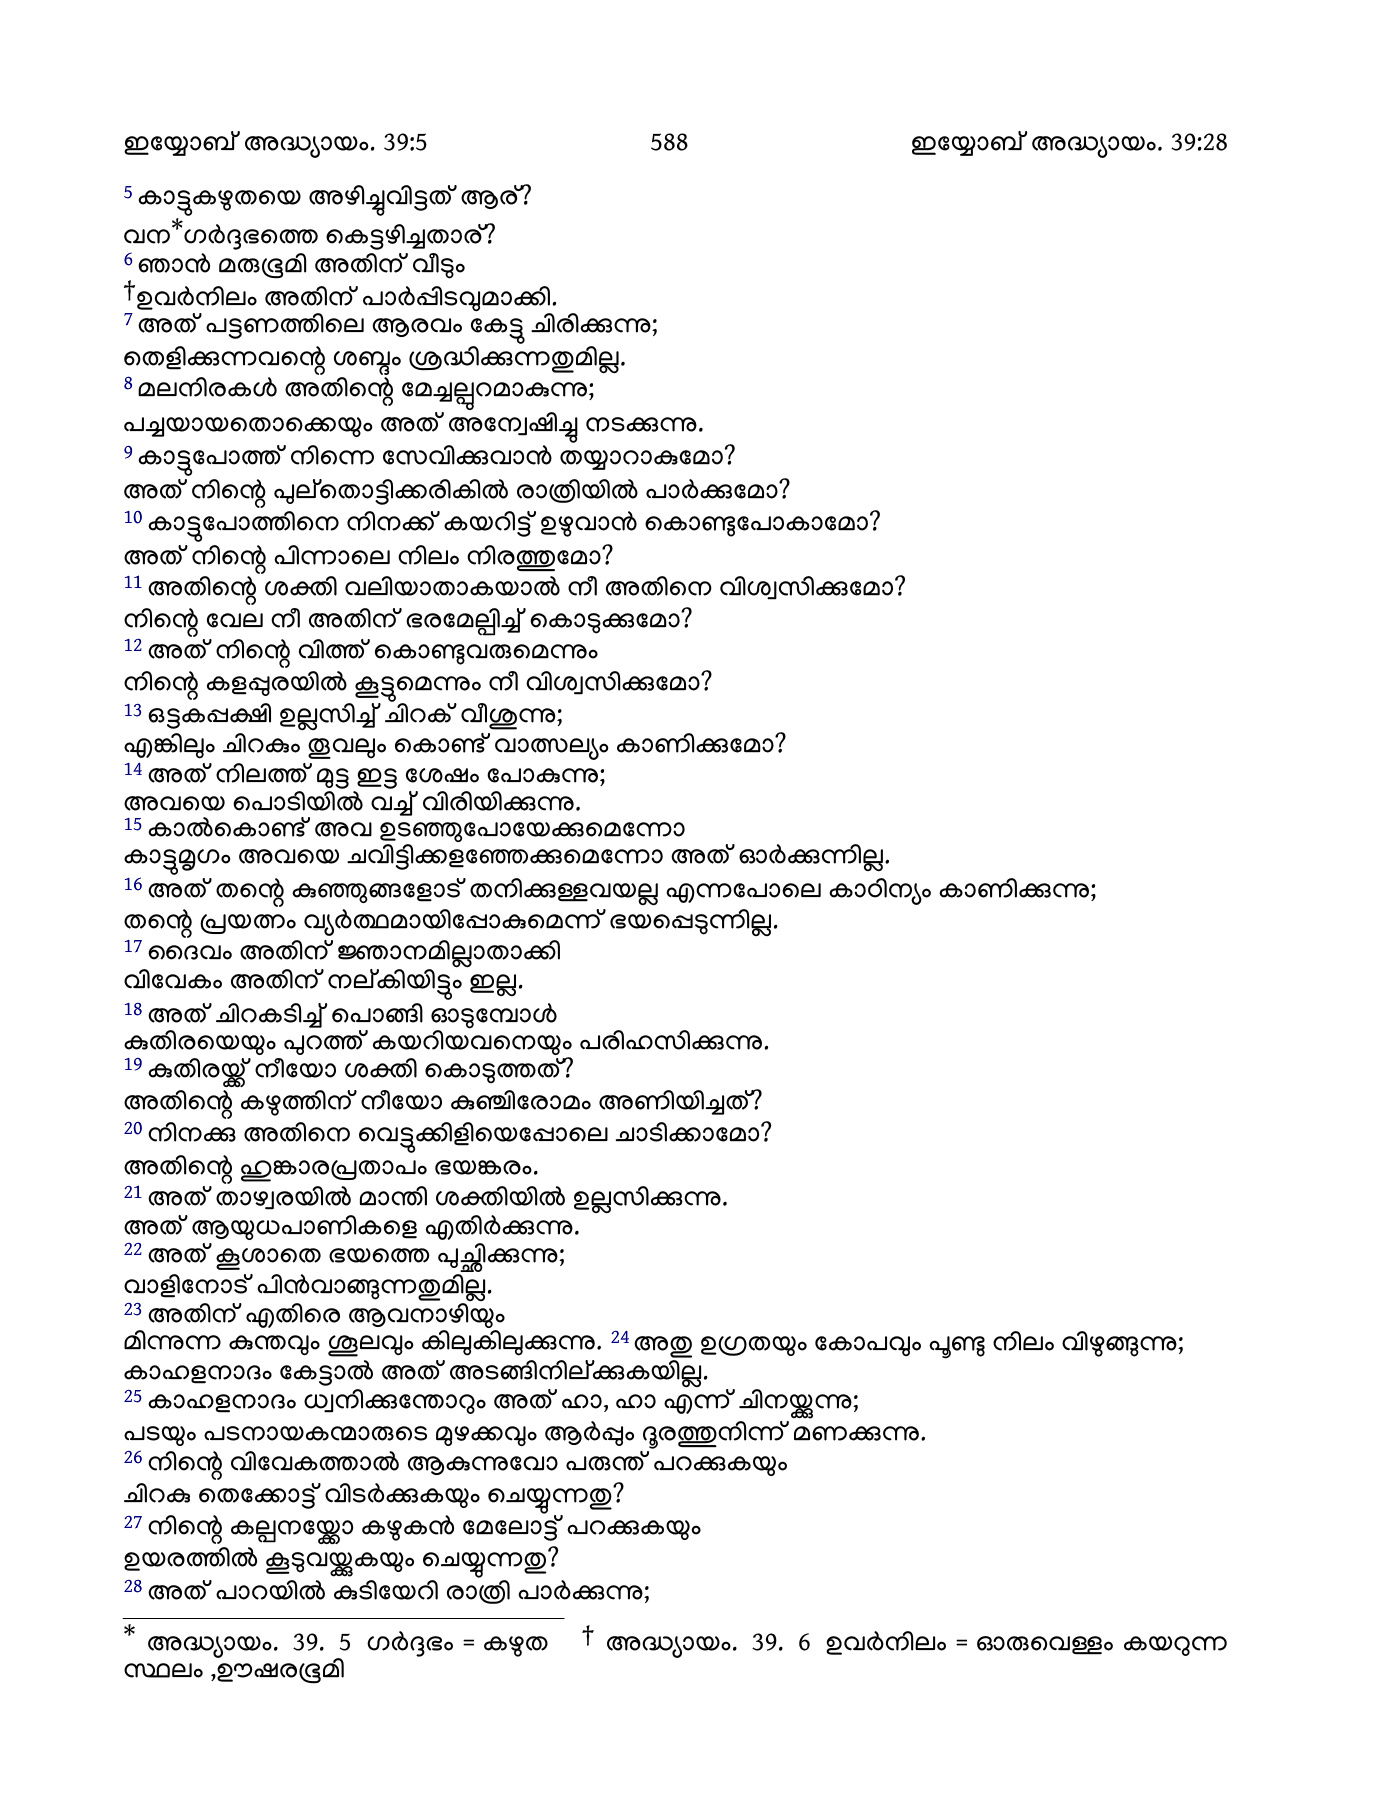 ഇയ്യോബ് അദ്ധ്യായം. 39:5 588 ഇയ്യോബ് അദ്ധ്യായം. 39:28
5 കാട്ടുകഴുതയെ അഴിച്ചുവിട്ടത് ആര്?
വന*ഗർദ്ദഭത്തെ കെട്ടഴിച്ചതാര്?
6 ഞാൻ മരുഭൂമി അതിന് വീടും
†ഉവർനിലം അതിന് പാർപ്പിടവുമാക്കി.
7 അത് പട്ടണത്തിലെ ആരവം കേട്ടു ചിരിക്കുന്നു;
തെളിക്കുന്നവന്റെ ശബ്ദം ശ്രദ്ധിക്കുന്നതുമില്ല.
8 മലനിരകൾ അതിന്റെ മേച്ചല്പുറമാകുന്നു;
പച്ചയായതൊക്കെയും അത് അന്വേഷിച്ചു നടക്കുന്നു.
9 കാട്ടുപോത്ത് നിന്നെ സേവിക്കുവാൻ തയ്യാറാകുമോ?
അത് നിന്റെ പുല്തൊട്ടിക്കരികിൽ രാത്രിയിൽ പാർക്കുമോ?
10 കാട്ടുപോത്തിനെ നിനക്ക് കയറിട്ട് ഉഴുവാൻ കൊണ്ടുപോകാമോ?
അത് നിന്റെ പിന്നാലെ നിലം നിരത്തുമോ?
11 അതിന്റെ ശക്തി വലിയാതാകയാൽ നീ അതിനെ വിശ്വസിക്കുമോ?
നിന്റെ വേല നീ അതിന് ഭരമേല്പിച്ച് കൊടുക്കുമോ?
12 അത് നിന്റെ വിത്ത് കൊണ്ടുവരുമെന്നും
നിന്റെ കളപ്പുരയിൽ കൂട്ടുമെന്നും നീ വിശ്വസിക്കുമോ?
13 ഒട്ടകപ്പക്ഷി ഉല്ലസിച്ച് ചിറക് വീശുന്നു;
എങ്കിലും ചിറകും തൂവലും കൊണ്ട് വാത്സല്യം കാണിക്കുമോ?
14 അത് നിലത്ത് മുട്ട ഇട്ട ശേഷം പോകുന്നു;
അവയെ പൊടിയിൽ വച്ച് വിരിയിക്കുന്നു.
15 കാൽകൊണ്ട് അവ ഉടഞ്ഞുപോയേക്കുമെന്നോ
കാട്ടുമൃഗം അവയെ ചവിട്ടിക്കളഞ്ഞേക്കുമെന്നോ അത് ഓർക്കുന്നില്ല.
16 അത് തന്റെ കുഞ്ഞുങ്ങളോട് തനിക്കുള്ളവയല്ല എന്നപോലെ കാഠിന്യം കാണിക്കുന്നു;
തന്റെ പ്രയത്നം വ്യർത്ഥമായിപ്പോകുമെന്ന് ഭയപ്പെടുന്നില്ല.
17 ദൈവം അതിന് ജ്ഞാനമില്ലാതാക്കി
വിവേകം അതിന് നല്കിയിട്ടും ഇല്ല.
18 അത് ചിറകടിച്ച് പൊങ്ങി ഓടുമ്പോൾ
കുതിരയെയും പുറത്ത് കയറിയവനെയും പരിഹസിക്കുന്നു.
19 കുതിരയ്ക്ക് നീയോ ശക്തി കൊടുത്തത്?
അതിന്റെ കഴുത്തിന് നീയോ കുഞ്ചിരോമം അണിയിച്ചത്?
20 നിനക്കു അതിനെ വെട്ടുക്കിളിയെപ്പോലെ ചാടിക്കാമോ?
അതിന്റെ ഹുങ്കാരപ്രതാപം ഭയങ്കരം.
21 അത് താഴ്വരയിൽ മാന്തി ശക്തിയിൽ ഉല്ലസിക്കുന്നു.
അത് ആയുധപാണികളെ എതിർക്കുന്നു.
22 അത് കൂശാതെ ഭയത്തെ പുച്ഛിക്കുന്നു;
വാളിനോട് പിൻവാങ്ങുന്നതുമില്ല.
23 അതിന് എതിരെ ആവനാഴിയും
മിന്നുന്ന കുന്തവും ശൂലവും കിലുകിലുക്കുന്നു. 24 അതു ഉഗ്രതയും കോപവും പൂണ്ടു നിലം വിഴുങ്ങുന്നു;
കാഹളനാദം കേട്ടാൽ അത് അടങ്ങിനില്ക്കുകയില്ല.
25 കാഹളനാദം ധ്വനിക്കുന്തോറും അത് ഹാ, ഹാ എന്ന് ചിനയ്ക്കുന്നു;
പടയും പടനായകന്മാരുടെ മുഴക്കവും ആർപ്പും ദൂരത്തുനിന്ന് മണക്കുന്നു.
26 നിന്റെ വിവേകത്താൽ ആകുന്നുവോ പരുന്ത് പറക്കുകയും
ചിറകു തെക്കോട്ട് വിടർക്കുകയും ചെയ്യുന്നതു?
27 നിന്റെ കല്പനയ്ക്കോ കഴുകൻ മേലോട്ട് പറക്കുകയും
ഉയരത്തിൽ കൂടുവയ്ക്കുകയും ചെയ്യുന്നതു?
28 അത് പാറയിൽ കുടിയേറി രാത്രി പാർക്കുന്നു;
* അദ്ധ്യായം. 39. 5 ഗർദ്ദഭം = കഴുത † അദ്ധ്യായം. 39. 6 ഉവർനിലം = ഓരുവെള്ളം കയറുന്ന
സ്ഥലം ,ഊഷരഭൂമി